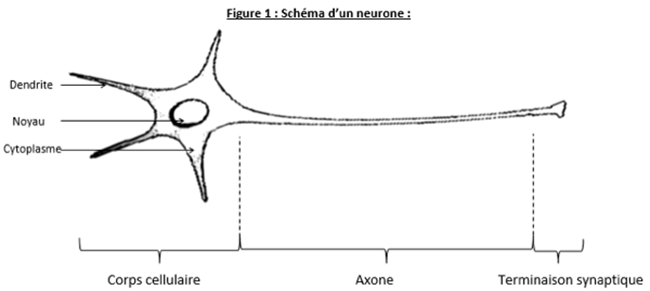 Figure 1 : Schéma d’un neurone :
Dendrite
Noyau
Cytoplasme
Corps cellulaire
Axone
Terminaison synaptique